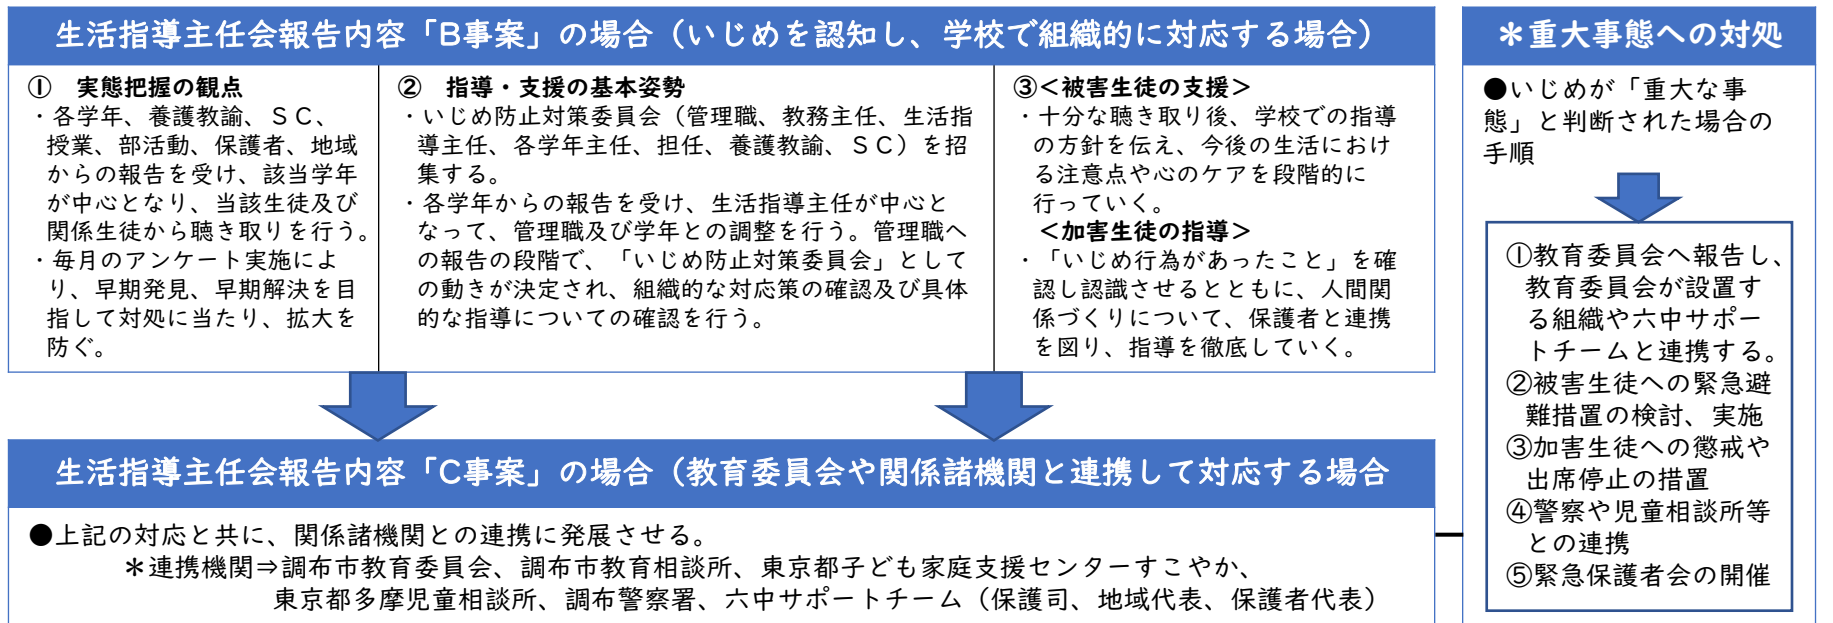 生活指導主任会報告内容「B事案」の場合（いじめを認知し、学校で組織的に対応する場合）
① 実態把握の観点
・各学年、養護教諭、ＳＣ、
授業、部活動、保護者、地域
からの報告を受け、該当学年
が中心となり、当該生徒及び
関係生徒から聴き取りを行う。
・毎月のアンケート実施によ
り、早期発見、早期解決を目
指して対処に当たり、拡大を
防ぐ。
② 指導・支援の基本姿勢
・いじめ防止対策委員会（管理職、教務主任、生活指
導主任、各学年主任、担任、養護教諭、ＳＣ）を招
集する。
・各学年からの報告を受け、生活指導主任が中心と
なって、管理職及び学年との調整を行う。管理職へ
の報告の段階で、「いじめ防止対策委員会」として
の動きが決定され、組織的な対応策の確認及び具体
的な指導についての確認を行う。
③＜被害生徒の支援＞
・十分な聴き取り後、学校での指導
の方針を伝え、今後の生活におけ
る注意点や心のケアを段階的に
行っていく。
＜加害生徒の指導＞
・「いじめ行為があったこと」を確
認し認識させるとともに、人間関
係づくりについて、保護者と連携
を図り、指導を徹底していく。
生活指導主任会報告内容「C事案」の場合（教育委員会や関係諸機関と連携して対応する場合
●上記の対応と共に、関係諸機関との連携に発展させる。
＊連携機関⇒調布市教育委員会、調布市教育相談所、東京都子ども家庭支援センターすこやか、
東京都多摩児童相談所、調布警察署、六中サポートチーム（保護司、地域代表、保護者代表）
＊重大事態への対処
●いじめが「重大な事
態」と判断された場合の
手順
①教育委員会へ報告し、
教育委員会が設置す
る組織や六中サポー
トチームと連携する。
②被害生徒への緊急避
難措置の検討、実施
③加害生徒への懲戒や
出席停止の措置
④警察や児童相談所等
との連携
⑤緊急保護者会の開催